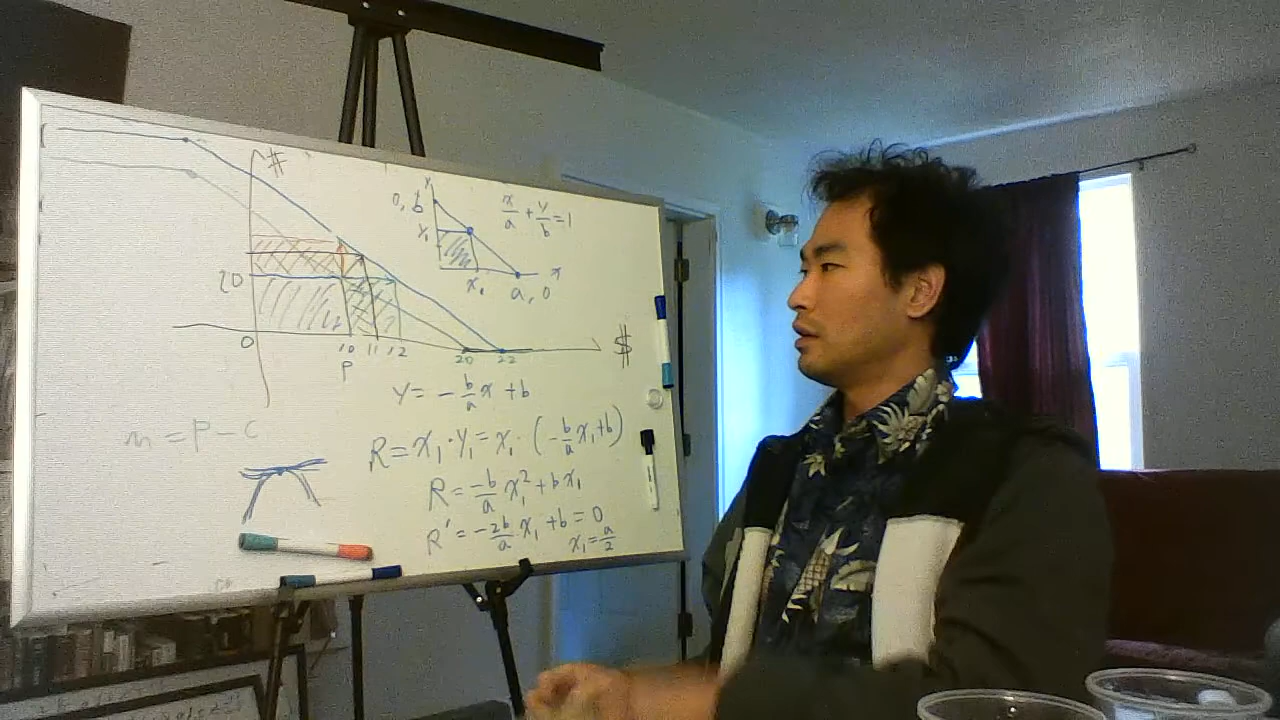 $
20
0
10 11 12 20 22
P
$
y
0, b
y₁
x₁
a, 0
x
x/a + y/b = 1
y = -b/a x + b
m = P - C
R = x₁ · y₁ = x₁ · (-b/a x₁ + b)
R = -b/a x₁² + b x₁
R' = -2b/a x₁ + b = 0
x₁ = a/2